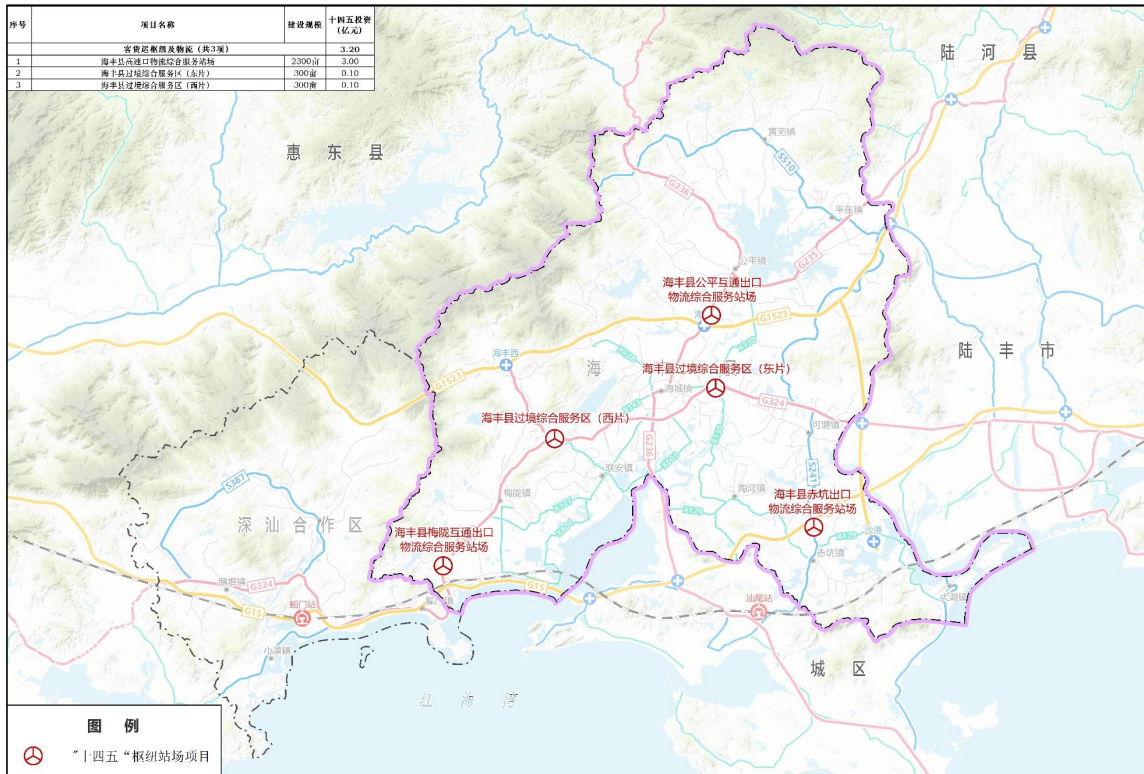 序号 项目名称 建设规模 十四五投资(亿元)
客货运枢纽及物流（共3项） 3.20
1 海丰县高速口物流综合服务站场 2300亩 3.00
2 海丰县过境综合服务区（东片） 300亩 0.10
3 海丰县过境综合服务区（西片） 300亩 0.10
陆河县
惠东县
黄羌镇
S510
G236
平东镇
公平镇
G235
海丰县公平互通出口
物流综合服务站场
G1523
陆丰市
海丰西
G1523
海丰县过境综合服务区（东片）
海城镇
X141
G324
海丰县过境综合服务区（西片）
可塘镇
G236
S241
联安镇
陶河镇
梅陇镇
X127
X129
海丰县赤坑出口
物流综合服务站场
S387
深汕合作区
海丰县梅陇互通出口
物流综合服务站场
沙港
赤坑镇
鹅埠镇
G324
G15
G15
鲘门站
汕尾站
大湖镇
小漠镇
城区
红海湾
图例
"十四五"枢纽站场项目